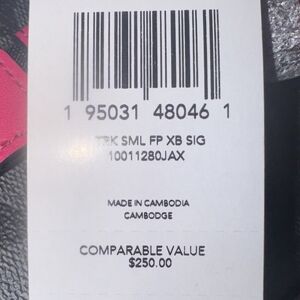 1 95031 48046 1
TRK SML FP XB SIG
10011280JAX
MADE IN CAMBODIA
CAMBODGE
COMPARABLE VALUE
$250.00